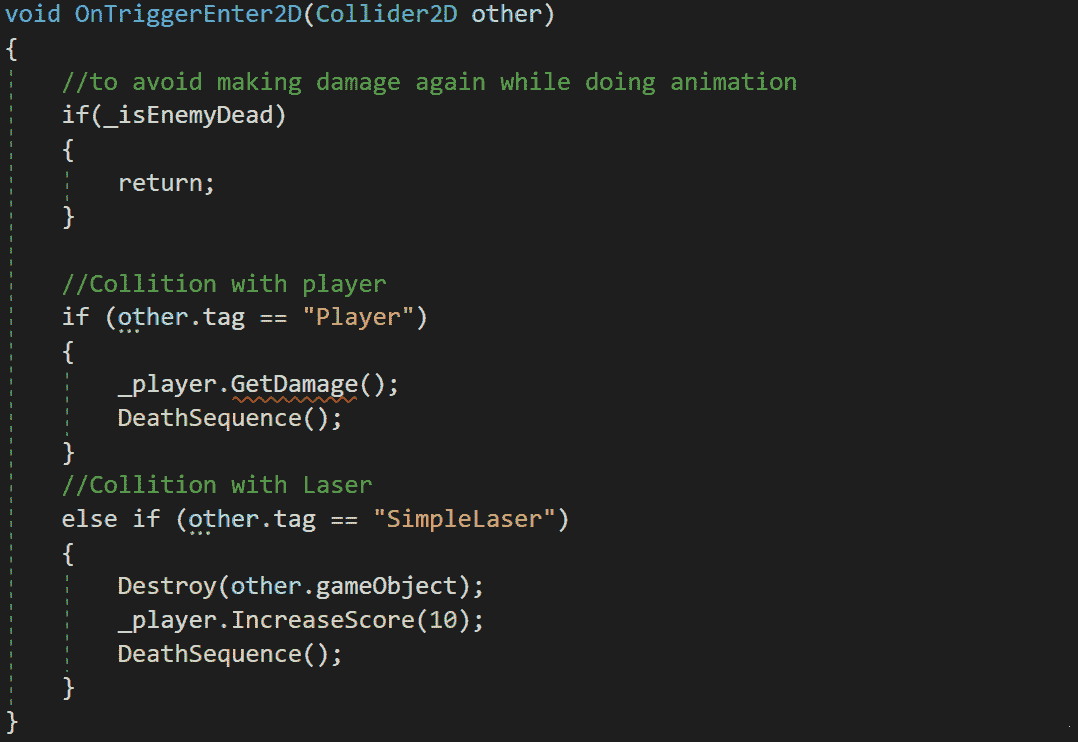 void OnTriggerEnter2D(Collider2D other)
{
    //to avoid making damage again while doing animation
    if(_isEnemyDead)
    {
        return;
    }

    //Collition with player
    if (other.tag == "Player")
    {
        _player.GetDamage();
        DeathSequence();
    }
    //Collition with Laser
    else if (other.tag == "SimpleLaser")
    {
        Destroy(other.gameObject);
        _player.IncreaseScore(10);
        DeathSequence();
    }
}